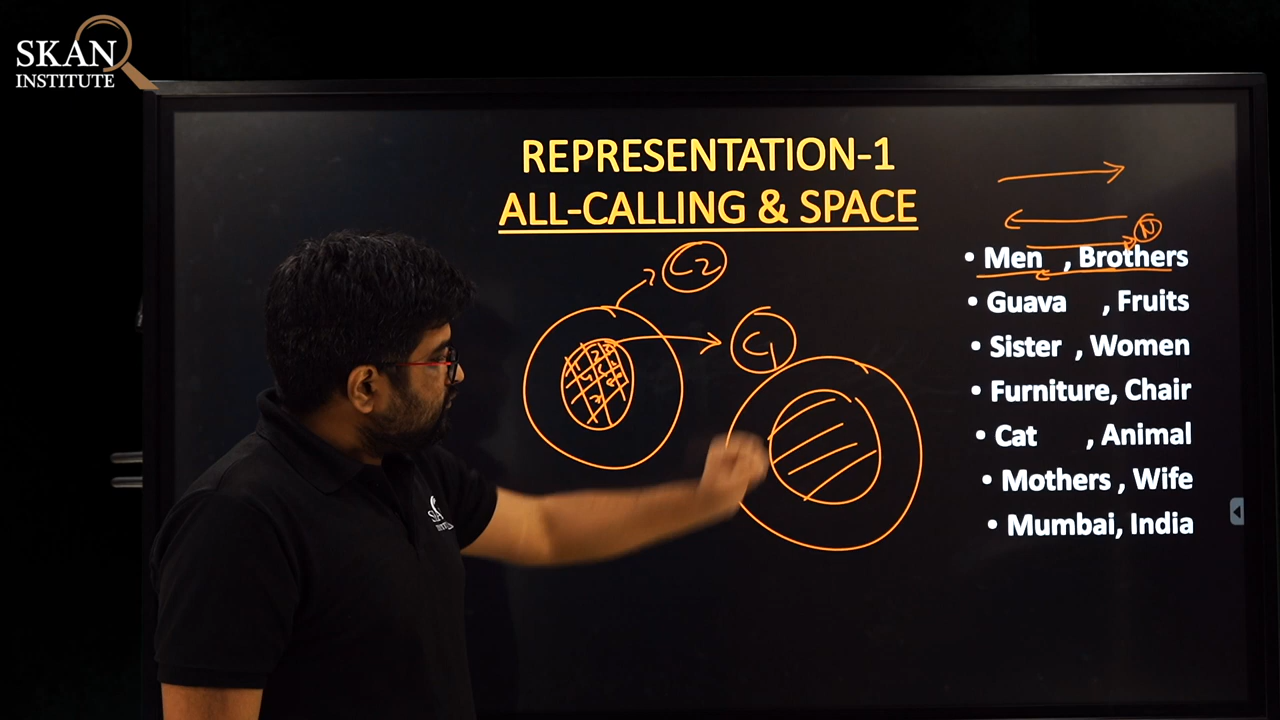 SKAN
INSTITUTE
REPRESENTATION-1
ALL-CALLING & SPACE
C2
C1
N
• Men , Brothers
• Guava , Fruits
• Sister , Women
• Furniture, Chair
• Cat , Animal
• Mothers , Wife
• Mumbai, India